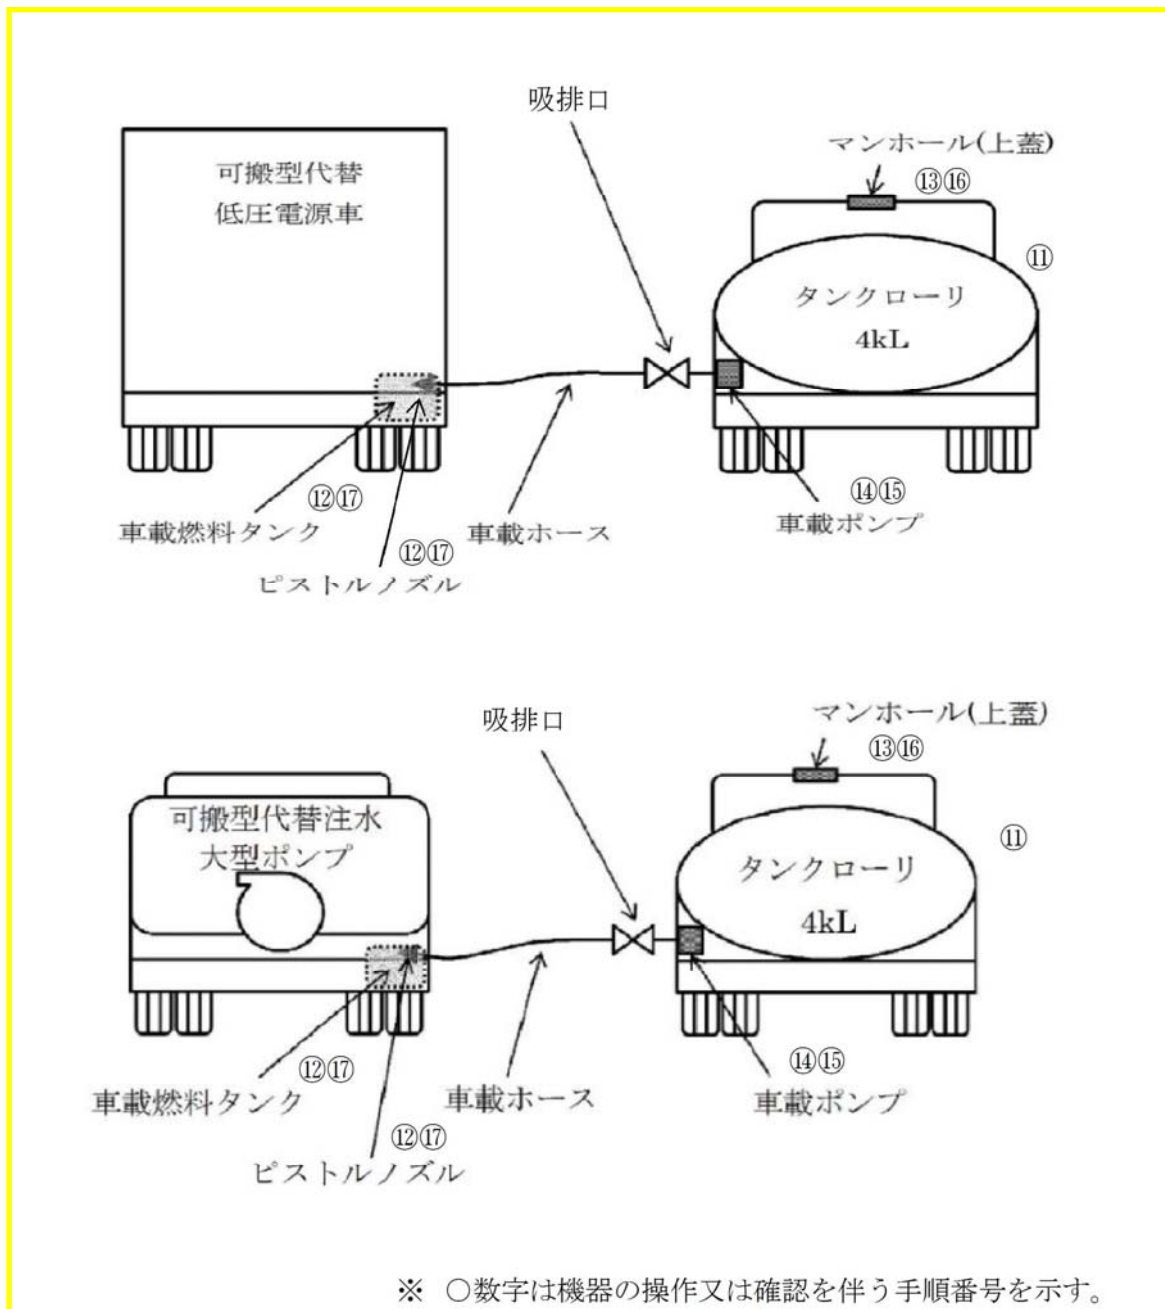 吸排口
マンホール(上蓋)
⑬⑯
可搬型代替
低圧電源車
⑪
タンクローリ
4kL
⑫⑰
車載燃料タンク
⑫⑰
ピストルノズル
車載ホース
⑭⑮
車載ポンプ
吸排口
マンホール(上蓋)
⑬⑯
可搬型代替注水
大型ポンプ
⑪
タンクローリ
4kL
⑫⑰
車載燃料タンク
⑫⑰
ピストルノズル
車載ホース
⑭⑮
車載ポンプ
※ ○数字は機器の操作又は確認を伴う手順番号を示す。